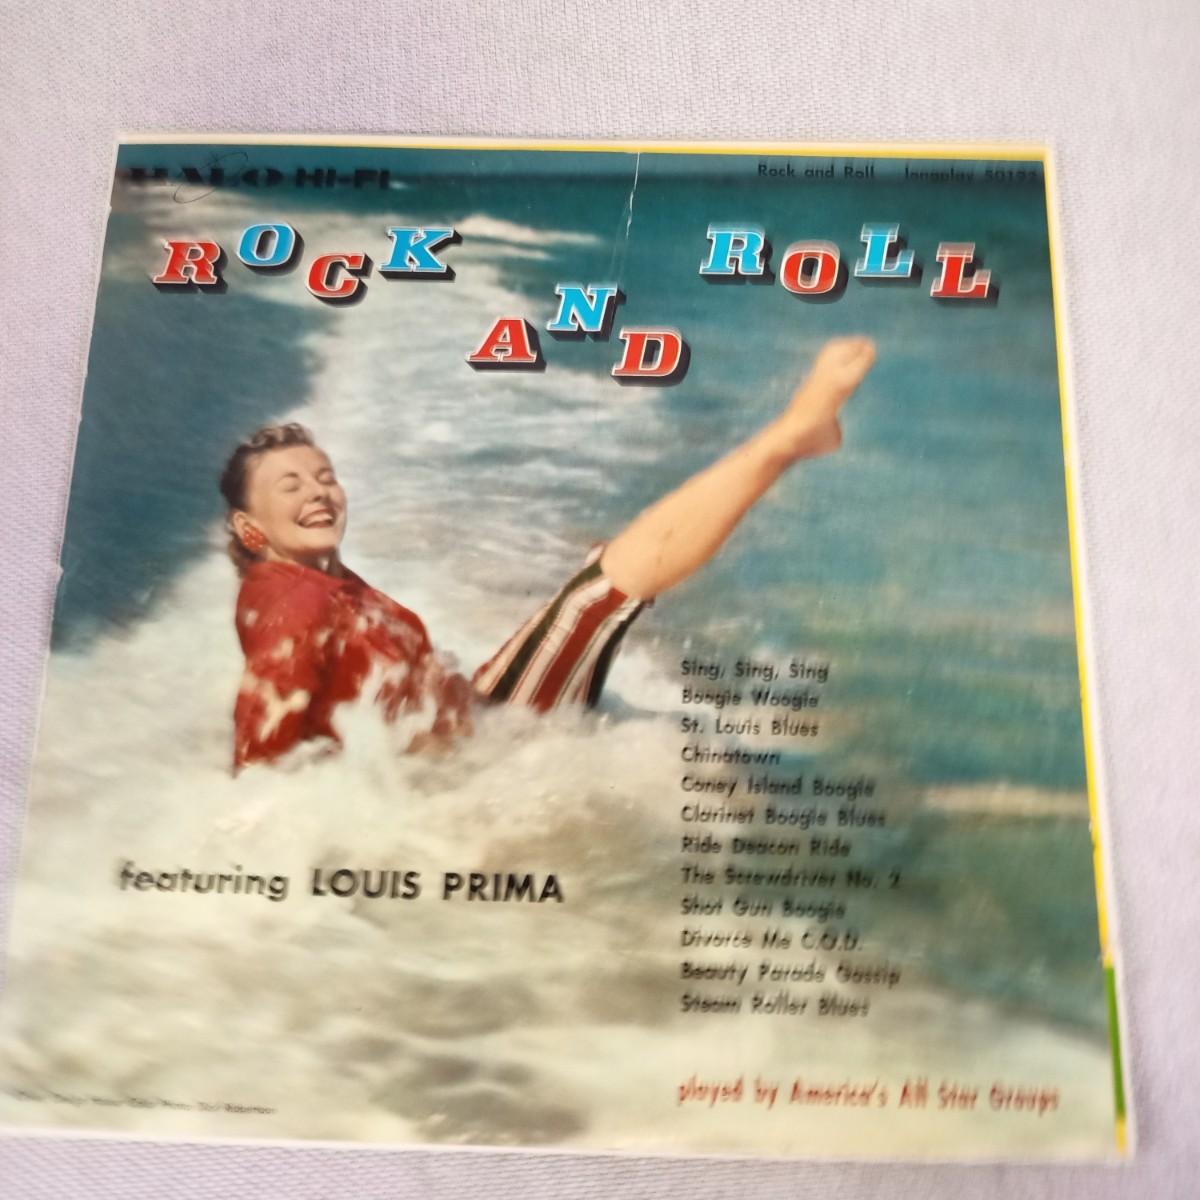 HALO HI-FI
Rock and Roll longplay
ROCK AND ROLL
Sing, Sing, Sing
Boogie Woogie
St. Louis Blues
Chinatown
Coney Island Boogie
Clarinet Boogie Blues
Ride Deacon Ride
The Screwdriver No. 2
Shot Gun Boogie
Divorce Me C.O.D.
Beauty Parade Gossip
Steam Roller Blues
featuring LOUIS PRIMA
played by America's All Star Groups